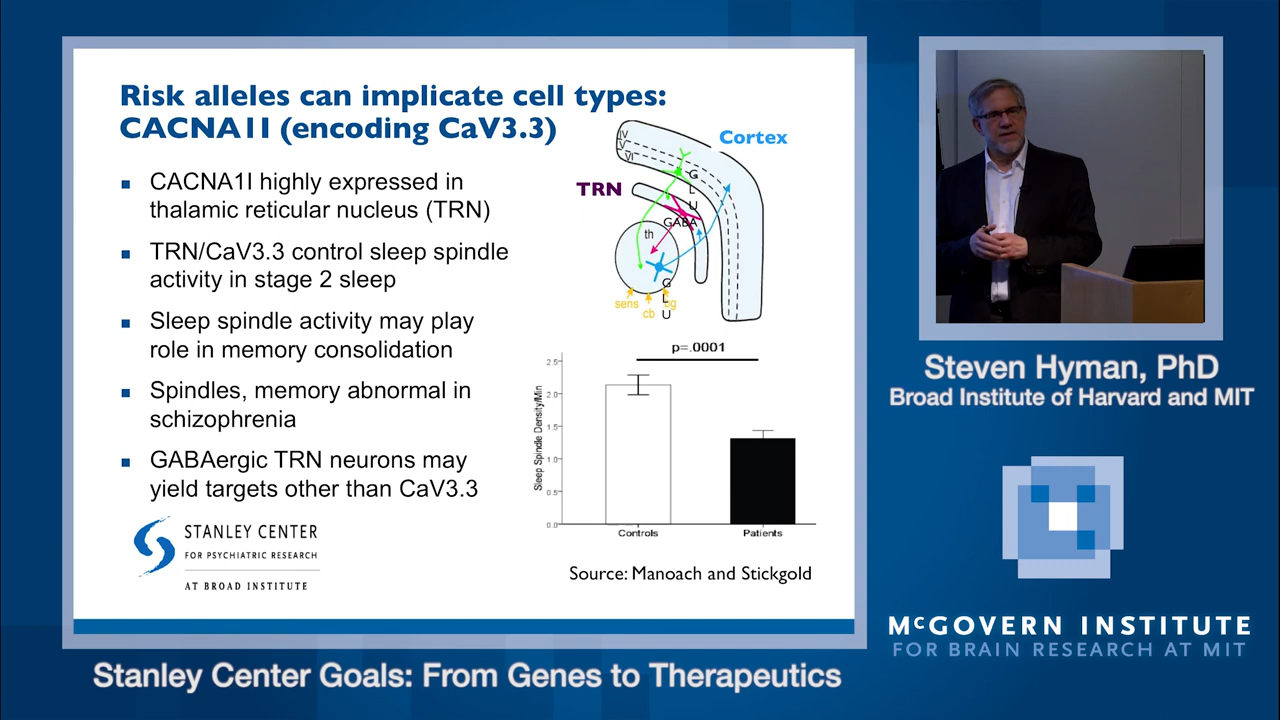 Risk alleles can implicate cell types:
CACNA1I (encoding CaV3.3)
CACNA1I highly expressed in
thalamic reticular nucleus (TRN)
TRN/CaV3.3 control sleep spindle
activity in stage 2 sleep
Sleep spindle activity may play
role in memory consolidation
Spindles, memory abnormal in
schizophrenia
GABAergic TRN neurons may
yield targets other than CaV3.3
STANLEY CENTER
FOR PSYCHIATRIC RESEARCH
AT BROAD INSTITUTE
Cortex
IV
V
VI
TRN
GLU
GABA
th
GLU
sens
cb
p=.0001
Sleep Spindle Density/Min
2.5
2.0
1.5
1.0
0.5
0.0
Controls
Patients
Source: Manoach and Stickgold
Steven Hyman, PhD
Broad Institute of Harvard and MIT
McGOVERN INSTITUTE
FOR BRAIN RESEARCH AT MIT
Stanley Center Goals: From Genes to Therapeutics